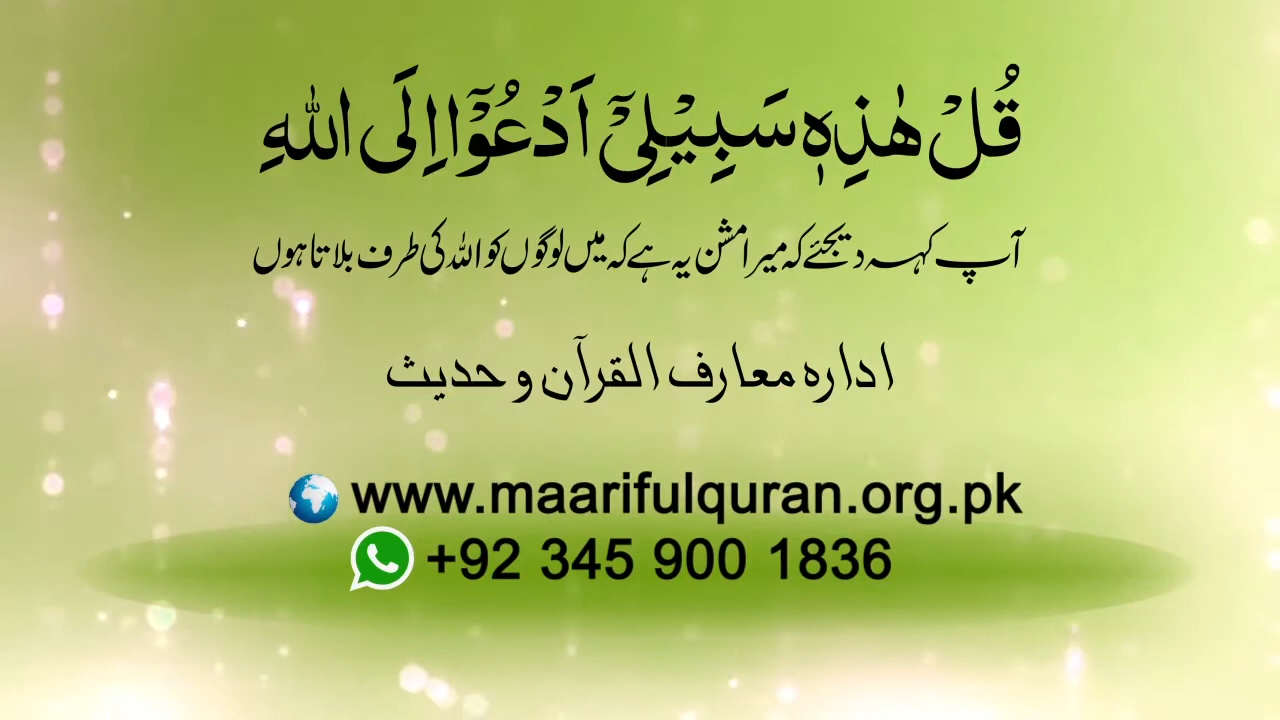 قُلْ هٰذِهٖ سَبِيْلِیْۤ اَدْعُوْۤا اِلَی اللّٰهِ
آپ کہہ دیجئے کہ میرا مشن یہ ہے کہ میں لوگوں کو اللہ کی طرف بلاتا ہوں
ادارہ معارف القرآن و حدیث
www.maarifulquran.org.pk
+92 345 900 1836